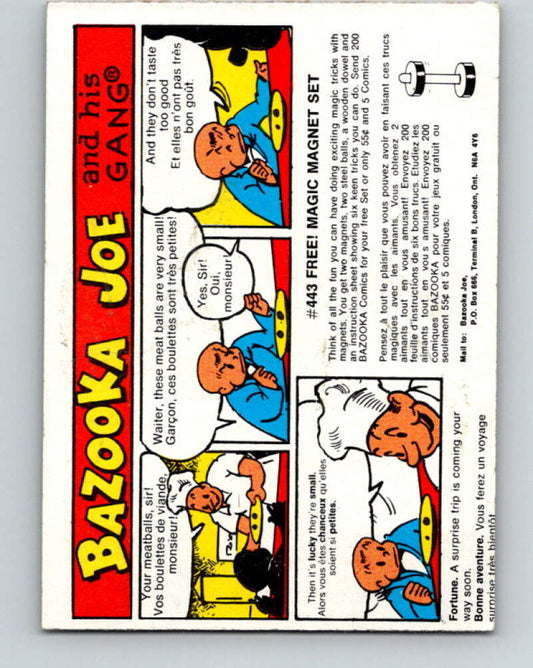 BAZOOKA JOE
and his
GANG®
Your meatballs, sir!
Vos boulettes de viande,
monsieur!
Waiter, these meat balls are very small!
Garçon, ces boulettes sont très petites!
Yes, Sir!
Oui,
monsieur!
And they don't taste
too good
Et elles n'ont pas très
bon goût.
Then it's lucky they're small.
Alors vous êtes chanceux qu'elles
soient si petites.
Fortune. A surprise trip is coming your
way soon.
Bonne aventure. Vous ferez un voyage
surprise très bientôt
#443 FREE! MAGIC MAGNET SET
Think of all the fun you can have doing exciting magic tricks with
magnets. You get two magnets, two steel balls, a wooden dowel and
an instruction sheet showing six keen tricks you can do. Send 200
BAZOOKA Comics for your free Set or only 55¢ and 5 Comics.
Pensez à tout le plaisir que vous pouvez avoir en faisant ces trucs
magiques avec les aimants. Vous obtenez 2
aimants tout en vous amusant! Envoyez 200
feuille d'instructions de six bons trucs. Etudiez les
aimants tout en vous amusant! Envoyez 200
comiques BAZOOKA pour votre jeux gratuit ou
seulement 55¢ et 5 comiques.
Mail to: Bazooka Joe,
P.O. Box 666, Terminal B, London, Ont. N6A 4Y6